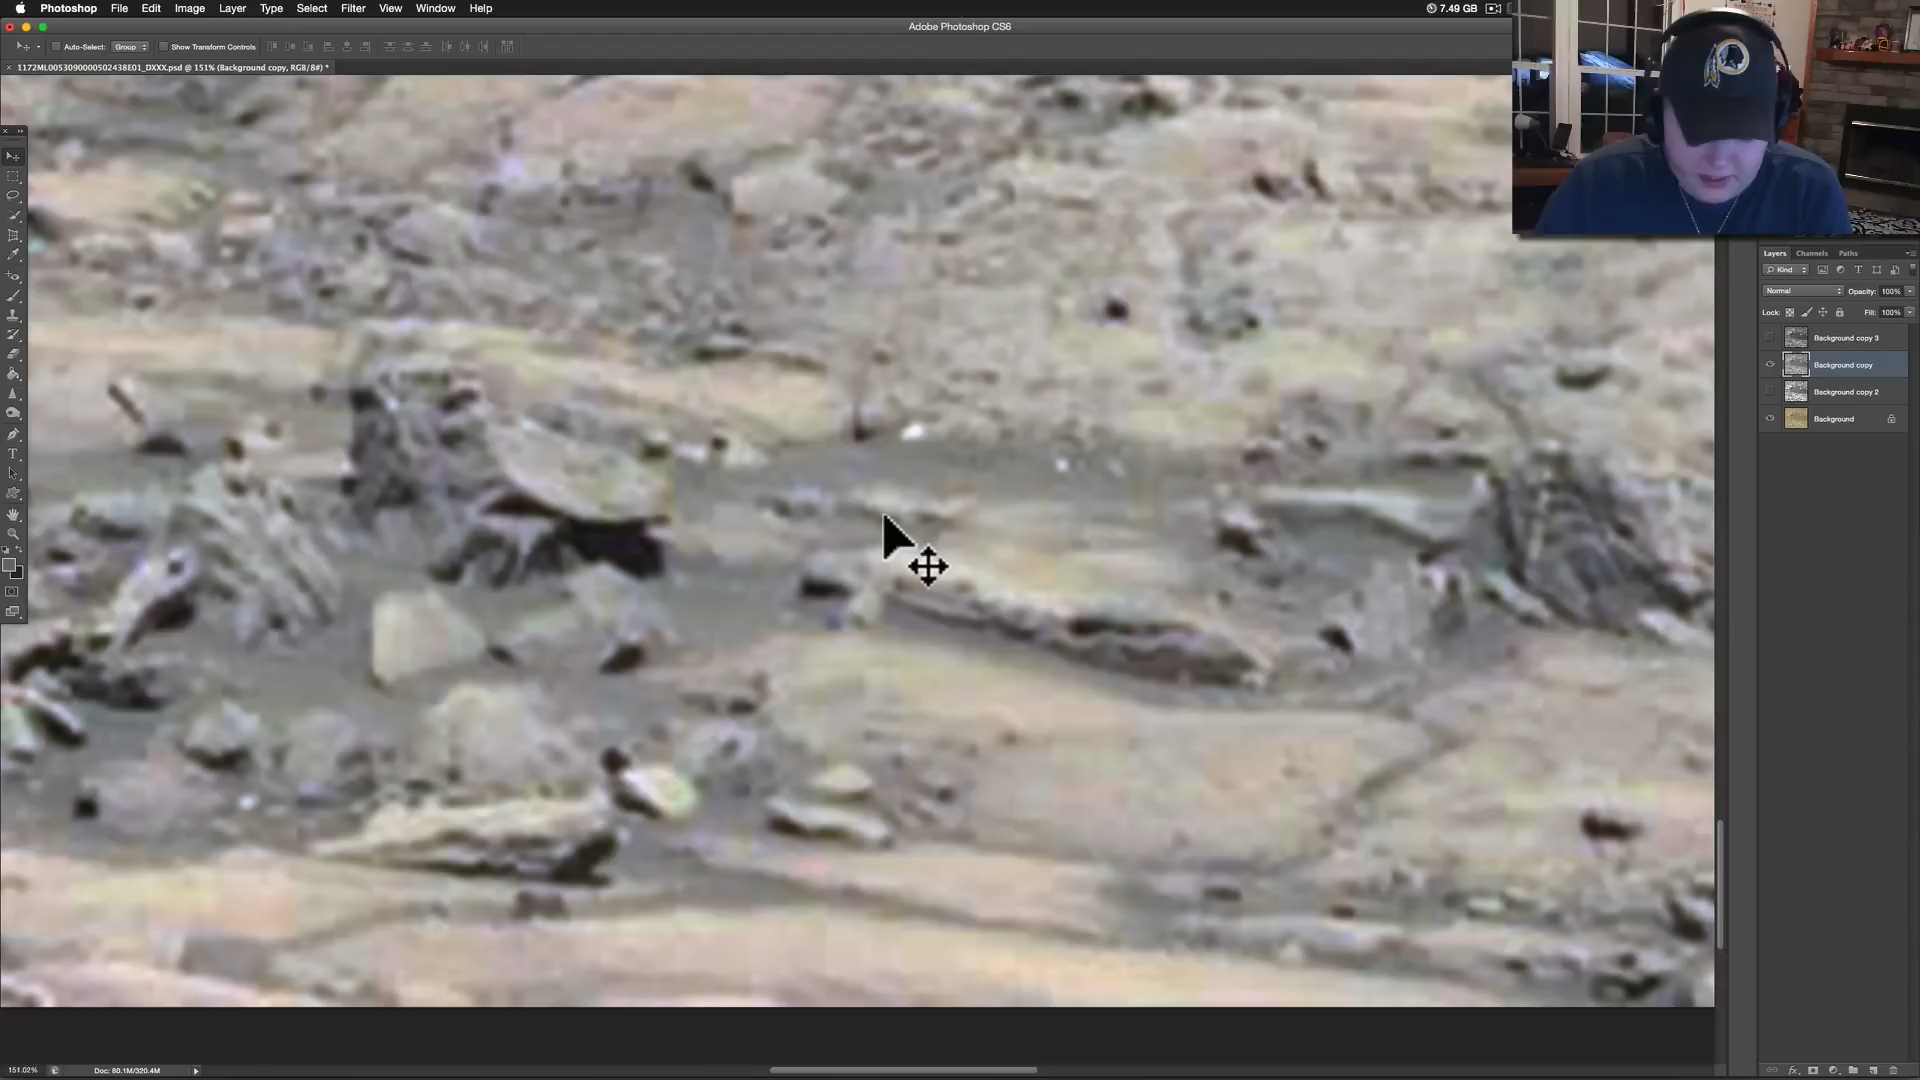 Photoshop File Edit Image Layer Type Select Filter View Window Help 7.49 GB
Adobe Photoshop CS6
Auto-Select: Group Show Transform Controls
1172ML0053090000502438E01_DXXX.psd @ 151% (Background copy, RGB/8#) *
Layers Channels Paths
Kind
Normal Opacity: 100%
Lock: Fill: 100%
Background copy 3
Background copy
Background copy 2
Background
151.02% Doc: 80.1M/320.4M